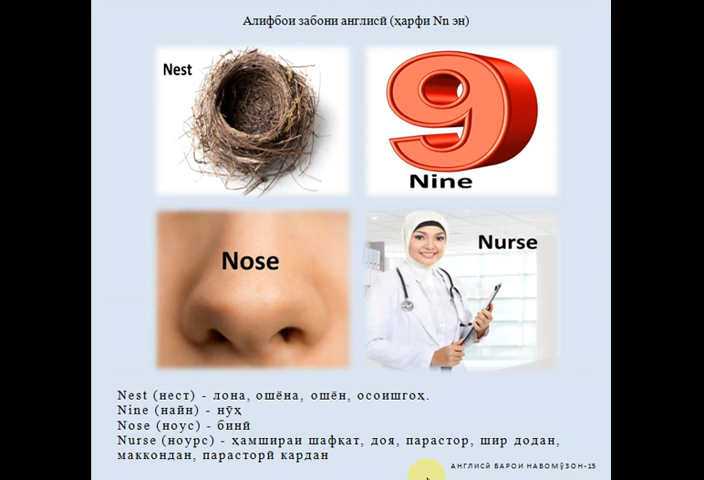 Алифбои забони англисӣ (ҳарфи Nn эн)
Nest
Nine
Nose
Nurse
Nest (нест) - лона, ошёна, ошён, осоишгоҳ.
Nine (найн) - нӯҳ
Nose (ноус) - бинӣ
Nurse (ноурс) - ҳамшираи шафкат, доя, парастор, шир додан,
маккондан, парасторӣ кардан
АНГЛИСӢ БАРОИ НАВОМӮЗОН-15